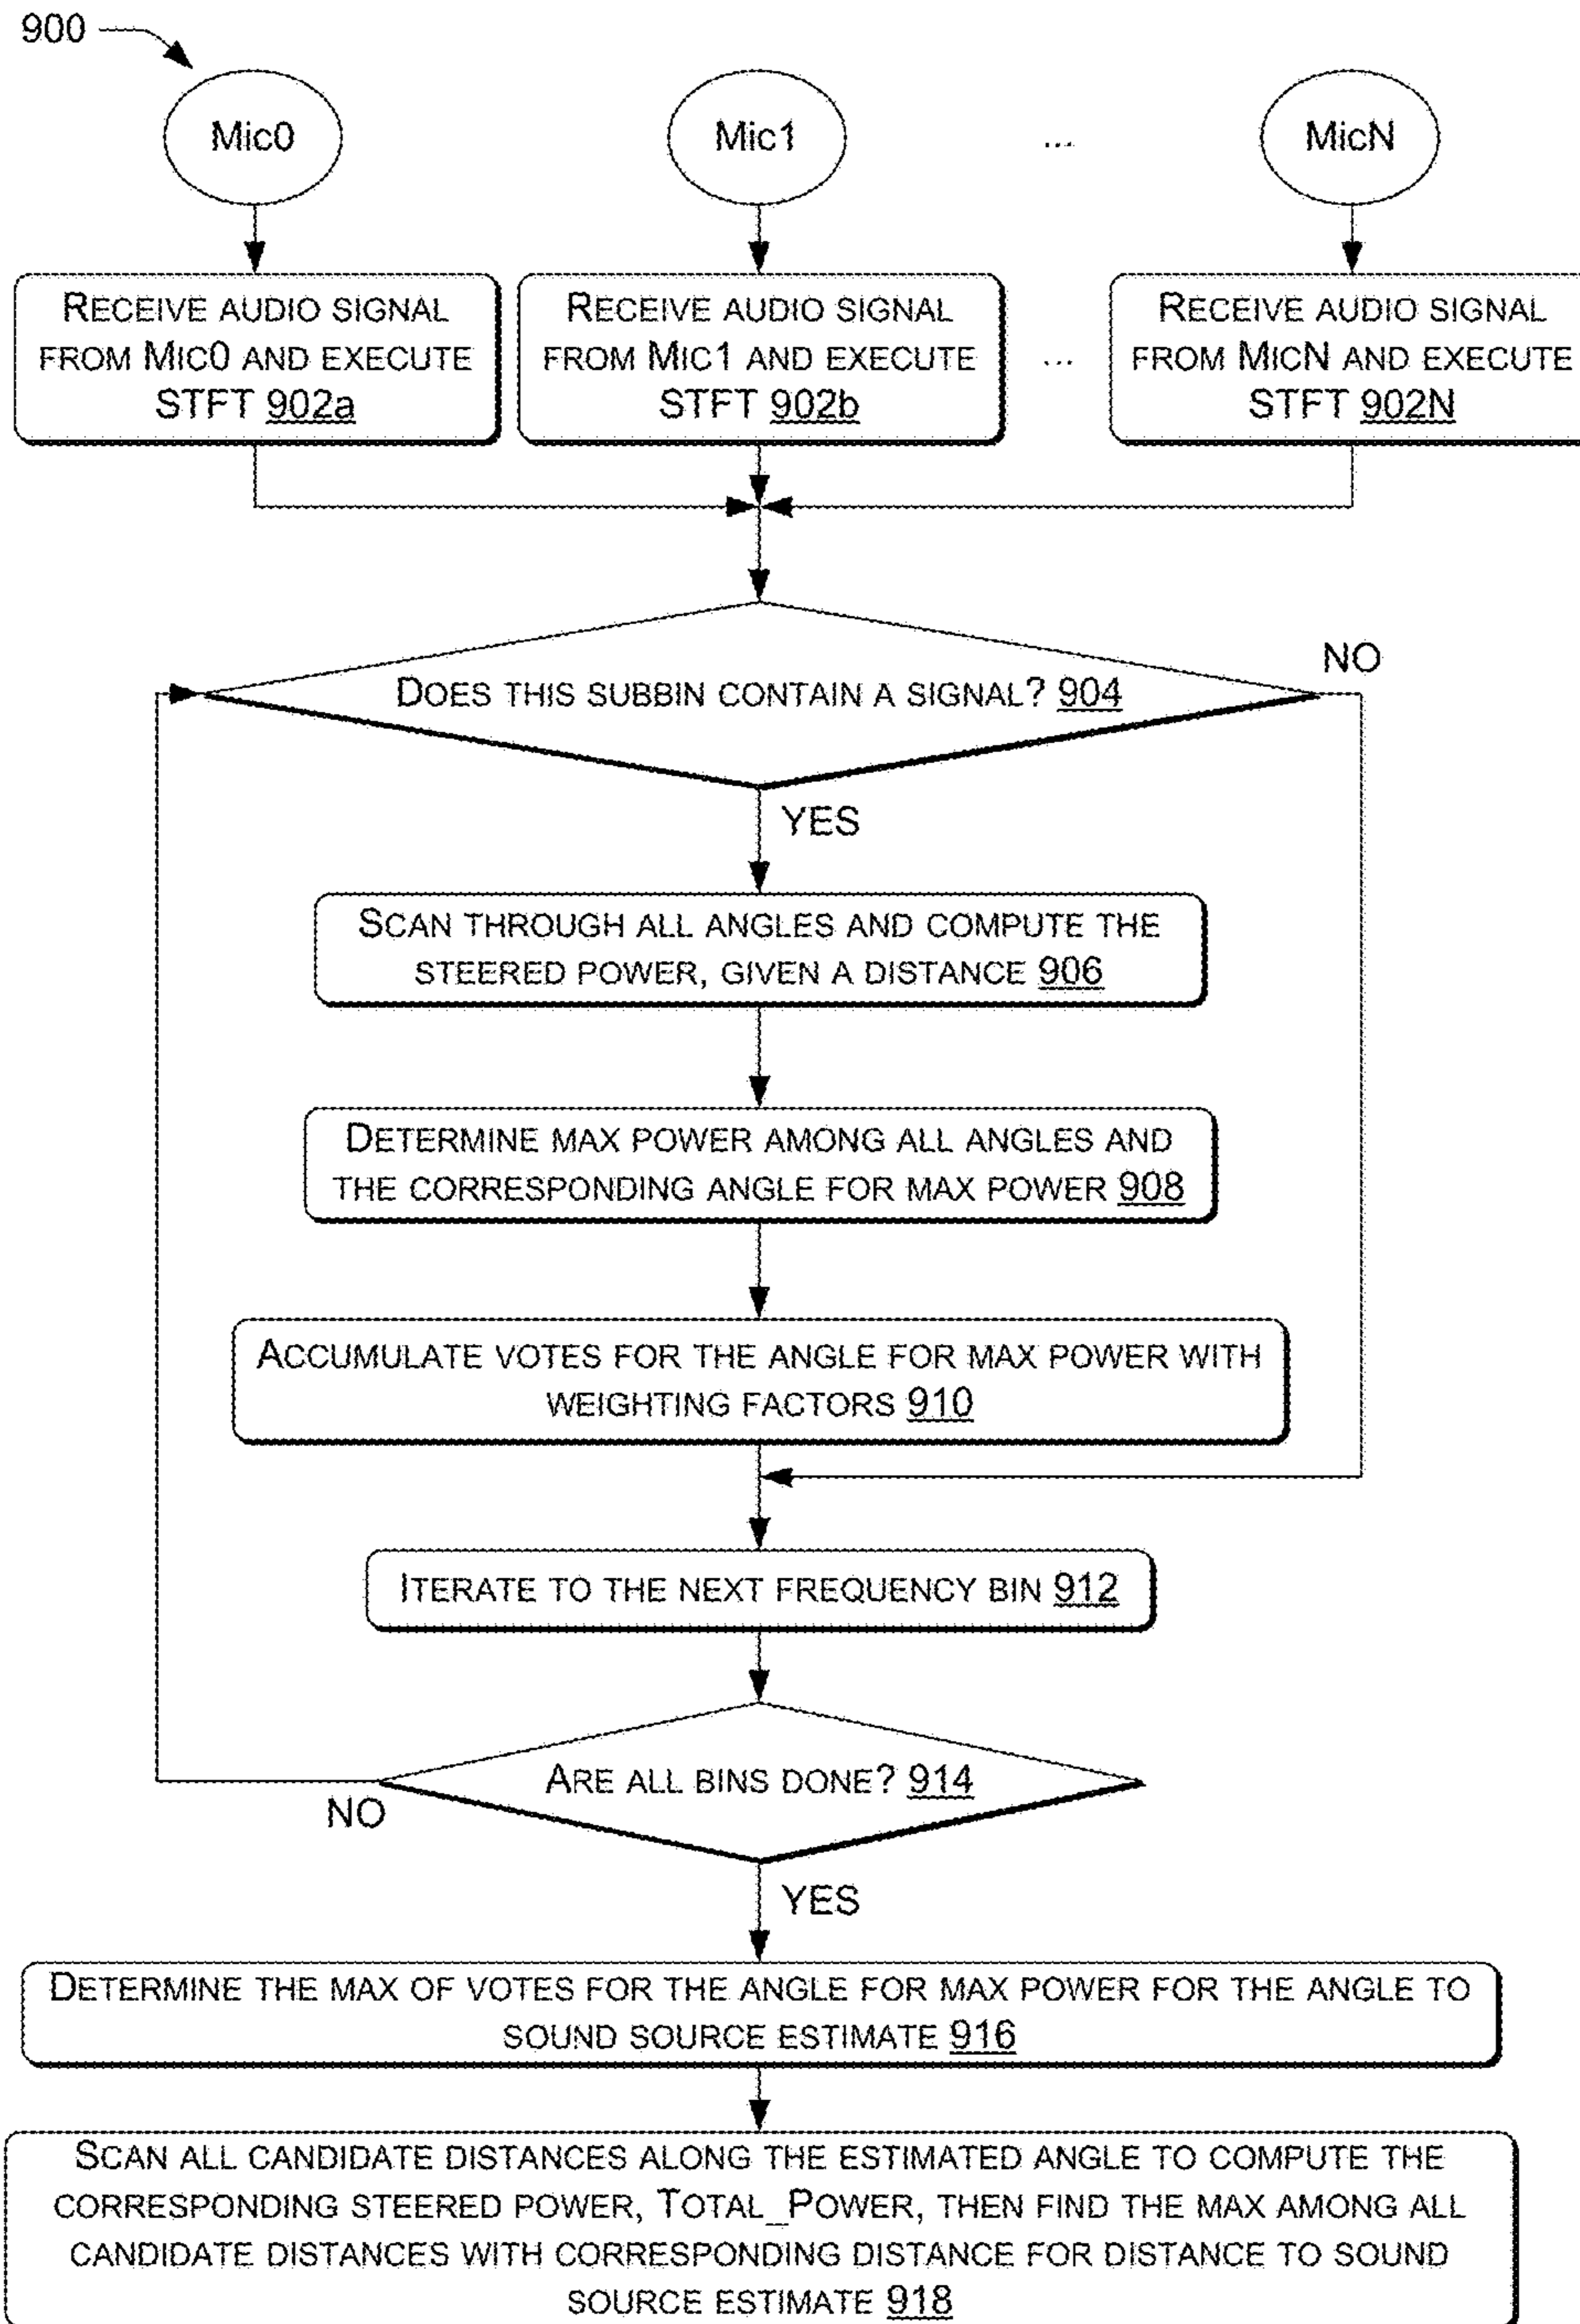 900
Mic0
Mic1
...
MicN
RECEIVE AUDIO SIGNAL
FROM MIC0 AND EXECUTE
STFT 902a
RECEIVE AUDIO SIGNAL
FROM MIC1 AND EXECUTE
STFT 902b
...
RECEIVE AUDIO SIGNAL
FROM MICN AND EXECUTE
STFT 902N
DOES THIS SUBBIN CONTAIN A SIGNAL? 904
NO
YES
SCAN THROUGH ALL ANGLES AND COMPUTE THE
STEERED POWER, GIVEN A DISTANCE 906
DETERMINE MAX POWER AMONG ALL ANGLES AND
THE CORRESPONDING ANGLE FOR MAX POWER 908
ACCUMULATE VOTES FOR THE ANGLE FOR MAX POWER WITH
WEIGHTING FACTORS 910
ITERATE TO THE NEXT FREQUENCY BIN 912
ARE ALL BINS DONE? 914
NO
YES
DETERMINE THE MAX OF VOTES FOR THE ANGLE FOR MAX POWER FOR THE ANGLE TO
SOUND SOURCE ESTIMATE 916
SCAN ALL CANDIDATE DISTANCES ALONG THE ESTIMATED ANGLE TO COMPUTE THE
CORRESPONDING STEERED POWER, TOTAL_POWER, THEN FIND THE MAX AMONG ALL
CANDIDATE DISTANCES WITH CORRESPONDING DISTANCE FOR DISTANCE TO SOUND
SOURCE ESTIMATE 918